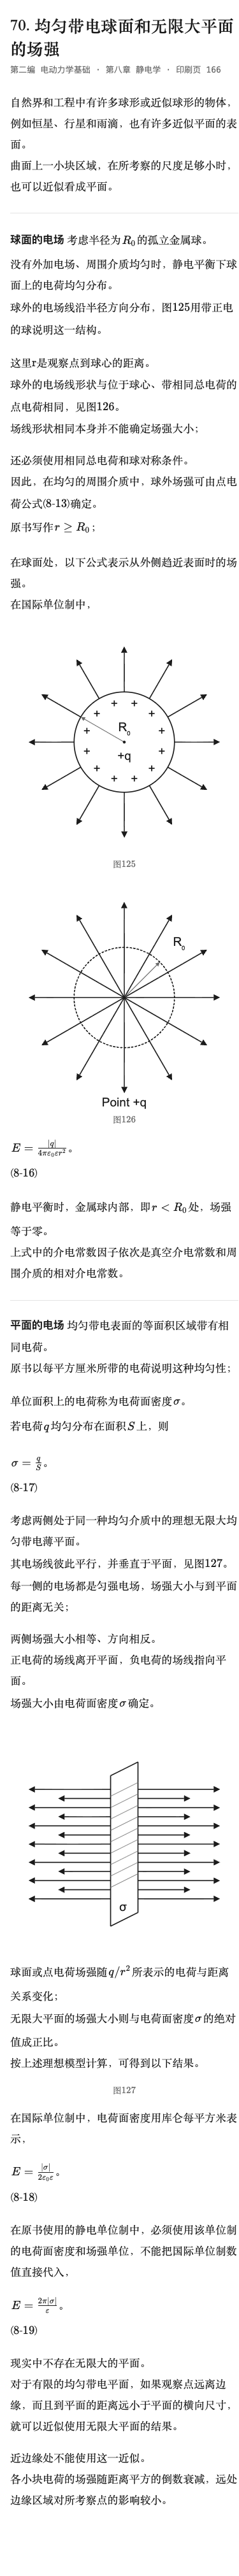 70. 均匀带电球面和无限大平面
的场强
第二编 电动力学基础 · 第八章 静电学 · 印刷页 166
自然界和工程中有许多球形或近似球形的物体，
例如恒星、行星和雨滴，也有许多近似平面的表
面。
曲面上一小块区域，在所考察的尺度足够小时，
也可以近似看成平面。
球面的电场 考虑半径为R₀的孤立金属球。
没有外加电场、周围介质均匀时，静电平衡下球
面上的电荷均匀分布。
球外的电场线沿半径方向分布，图125用带正电
的球说明这一结构。
这里r是观察点到球心的距离。
球外的电场线形状与位于球心、带相同总电荷的
点电荷相同，见图126。
场线形状相同本身并不能确定场强大小；
还必须使用相同总电荷和球对称条件。
因此，在均匀的周围介质中，球外场强可由点电
荷公式(8-13)确定。
原书写作r ≥ R₀；
在球面处，以下公式表示从外侧趋近表面时的场
强。
在国际单位制中，
+ + + + + + + + + + + +
R₀
+q
图125
R₀
Point +q
图126
E = |q|/4πε₀εr²。
(8-16)
静电平衡时，金属球内部，即r < R₀处，场强
等于零。
上式中的介电常数因子依次是真空介电常数和周
围介质的相对介电常数。
平面的电场 均匀带电表面的等面积区域带有相
同电荷。
原书以每平方厘米所带的电荷说明这种均匀性；
单位面积上的电荷称为电荷面密度σ。
若电荷q均匀分布在面积S上，则
σ = q/S。
(8-17)
考虑两侧处于同一种均匀介质中的理想无限大均
匀带电薄平面。
其电场线彼此平行，并垂直于平面，见图127。
每一侧的电场都是匀强电场，场强大小与到平面
的距离无关；
两侧场强大小相等、方向相反。
正电荷的场线离开平面，负电荷的场线指向平
面。
场强大小由电荷面密度σ确定。
σ
球面或点电荷场强随q/r²所表示的电荷与距离
关系变化；
无限大平面的场强大小则与电荷面密度σ的绝对
值成正比。
按上述理想模型计算，可得到以下结果。
图127
在国际单位制中，电荷面密度用库仑每平方米表
示，
E = |σ|/2ε₀ε。
(8-18)
在原书使用的静电单位制中，必须使用该单位制
的电荷面密度和场强单位，不能把国际单位制数
值直接代入，
E = 2π|σ|/ε。
(8-19)
现实中不存在无限大的平面。
对于有限的均匀带电平面，如果观察点远离边
缘，而且到平面的距离远小于平面的横向尺寸，
就可以近似使用无限大平面的结果。
近边缘处不能使用这一近似。
各小块电荷的场强随距离平方的倒数衰减，远处
边缘区域对所考察点的影响较小。